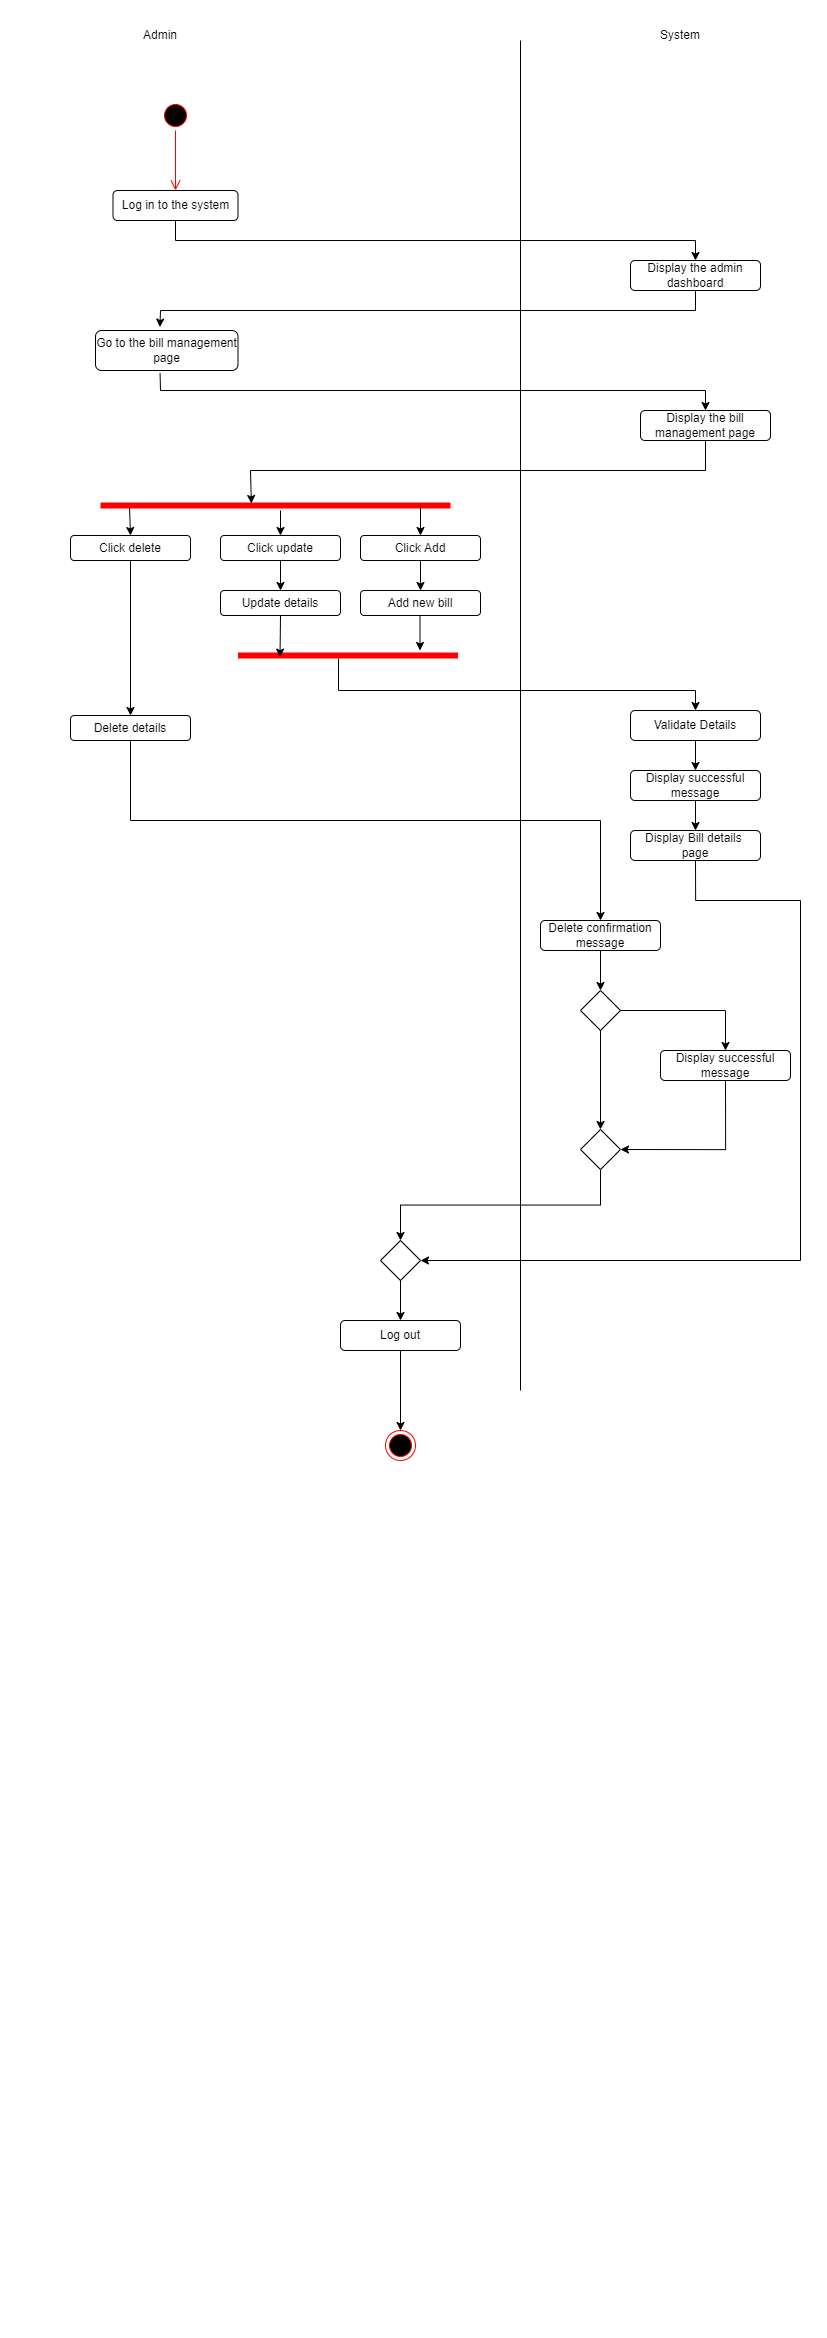 Admin
System
Log in to the system
Display the admin
dashboard
Go to the bill management
page
Display the bill
management page
Click delete
Click update
Click Add
Update details
Add new bill
Delete details
Validate Details
Display successful
message
Display Bill details
page
Delete confirmation
message
Display successful
message
Log out